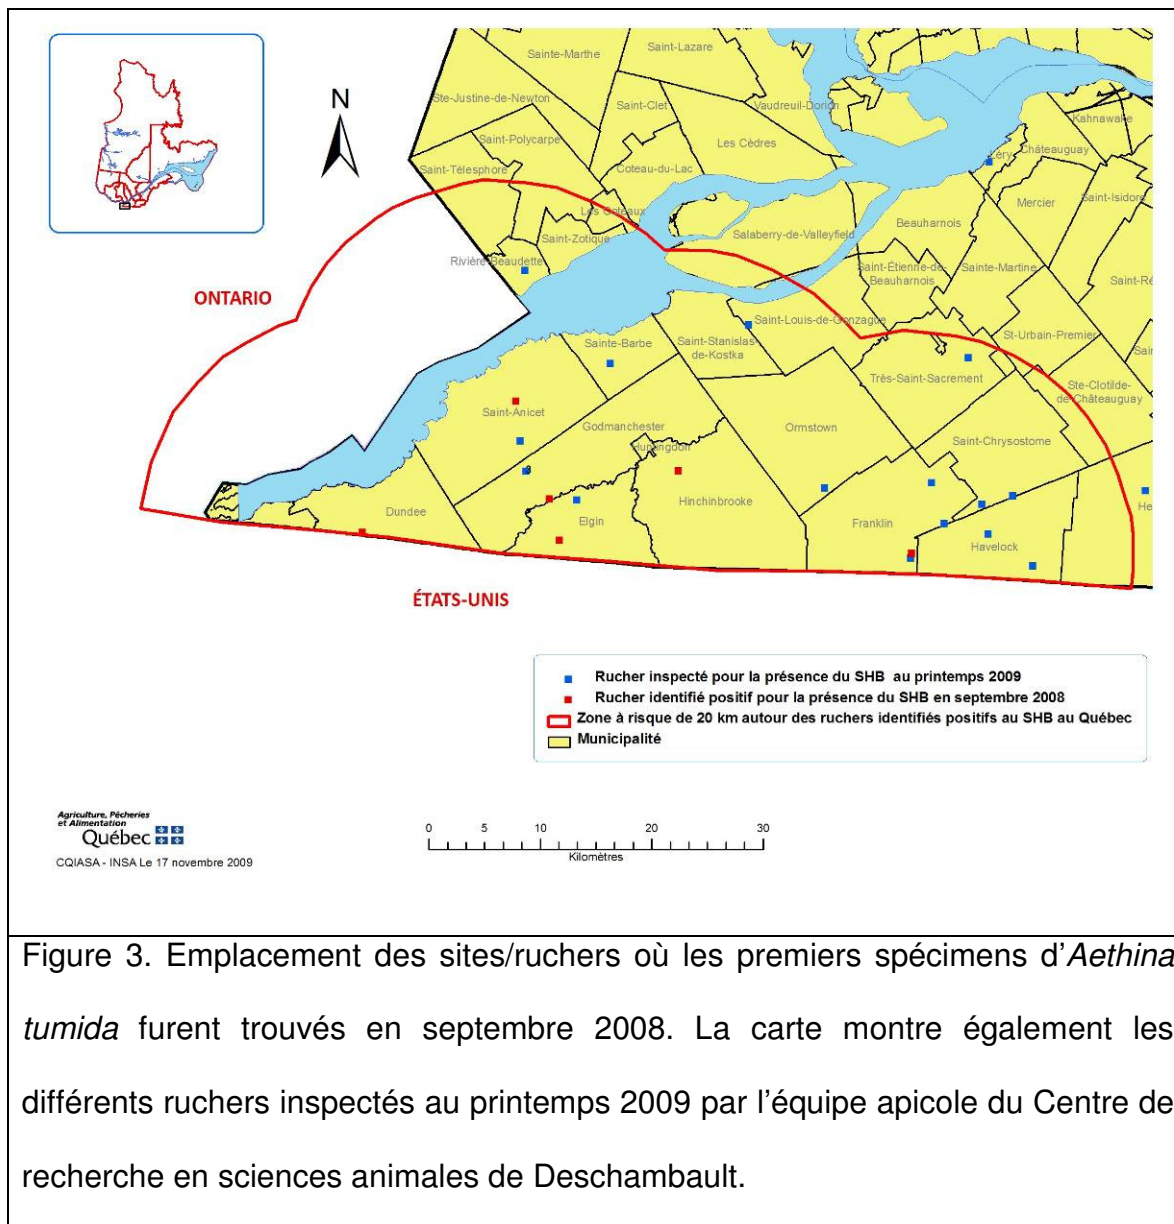 Sainte-Marthe
Saint-Lazare
N
Ste-Justine-de-Newton
Saint-Clet
Vaudreuil-Dorion
Kahnawake
Saint-Polycarpe
Les Cèdres
Léry
Châteauguay
Saint-Télesphore
Coteau-du-Lac
Mercier
Saint-Isidore
Les Coteaux
Beauharnois
Saint-Zotique
Salaberry-de-Valleyfield
Rivière-Beaudette
Saint-Étienne-de-
Beauharnois
Sainte-Martine
Saint-Ré
ONTARIO
Saint-Louis-de-Gonzague
Sainte-Barbe
Saint-Stanislas-
de-Kostka
St-Urbain-Premier
Sain
Très-Saint-Sacrement
Ste-Clotilde-
de-Châteauguay
Saint-Anicet
Godmanchester
Ormstown
Saint-Chrysostome
Huntingdon
Hinchinbrooke
Dundee
Elgin
Franklin
He
Havelock
ÉTATS-UNIS
Rucher inspecté pour la présence du SHB au printemps 2009
Rucher identifié positif pour la présence du SHB en septembre 2008
Zone à risque de 20 km autour des ruchers identifiés positifs au SHB au Québec
Municipalité
Agriculture, Pêcheries
et Alimentation
Québec
CQIASA - INSA Le 17 novembre 2009
0 5 10 20 30
Kilomètres
Figure 3. Emplacement des sites/ruchers où les premiers spécimens d'Aethina
tumida furent trouvés en septembre 2008. La carte montre également les
différents ruchers inspectés au printemps 2009 par l'équipe apicole du Centre de
recherche en sciences animales de Deschambault.